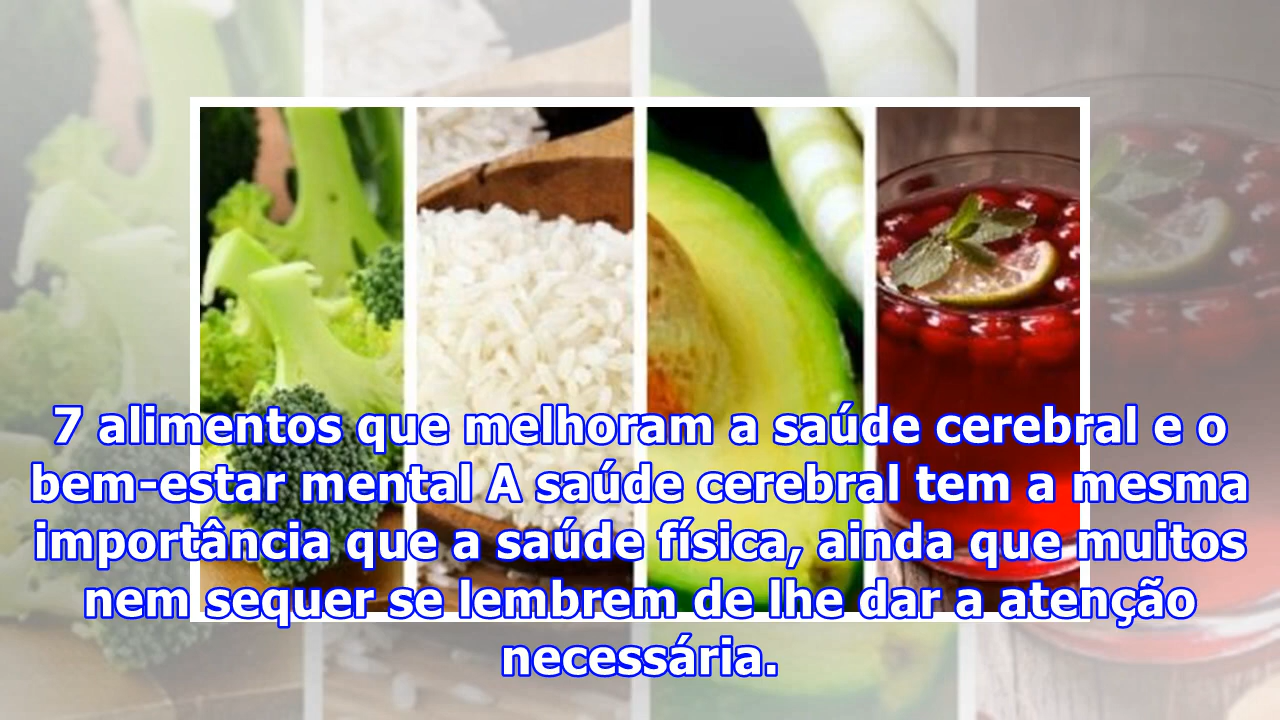 7 alimentos que melhoram a saúde cerebral e o
bem-estar mental A saúde cerebral tem a mesma
importância que a saúde física, ainda que muitos
nem sequer se lembrem de lhe dar a atenção
necessária.